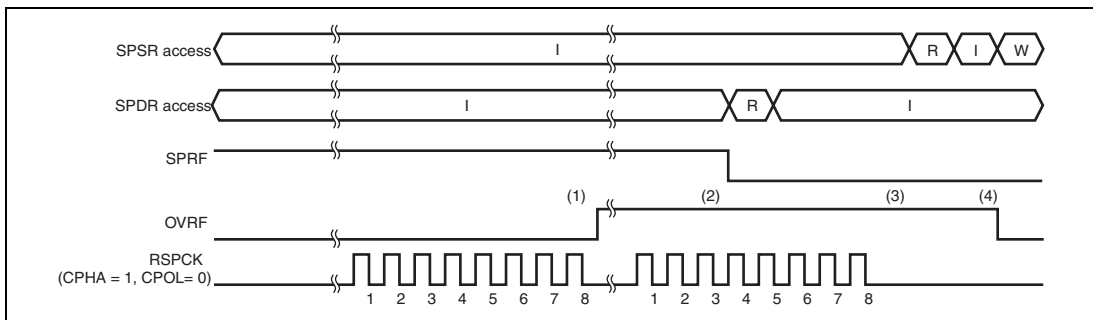 SPSR access I R I W
SPDR access I R I
SPRF
(1) (2) (3) (4)
OVRF
RSPCK
(CPHA = 1, CPOL= 0)
1 2 3 4 5 6 7 8 1 2 3 4 5 6 7 8